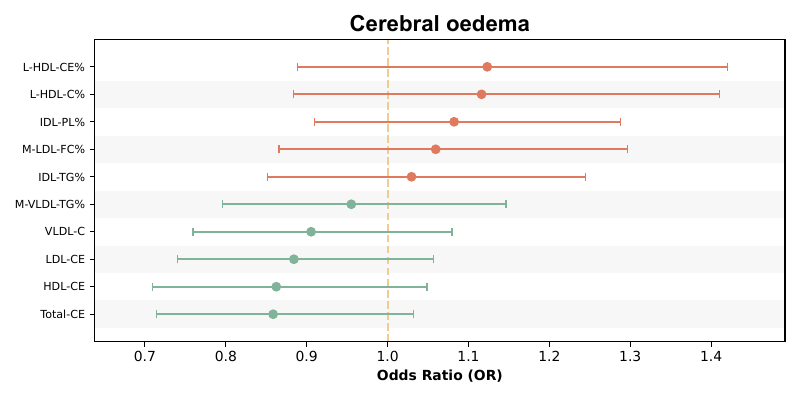 Cerebral oedema
L-HDL-CE%
L-HDL-C%
IDL-PL%
M-LDL-FC%
IDL-TG%
M-VLDL-TG%
VLDL-C
LDL-CE
HDL-CE
Total-CE
0.7 0.8 0.9 1.0 1.1 1.2 1.3 1.4
Odds Ratio (OR)